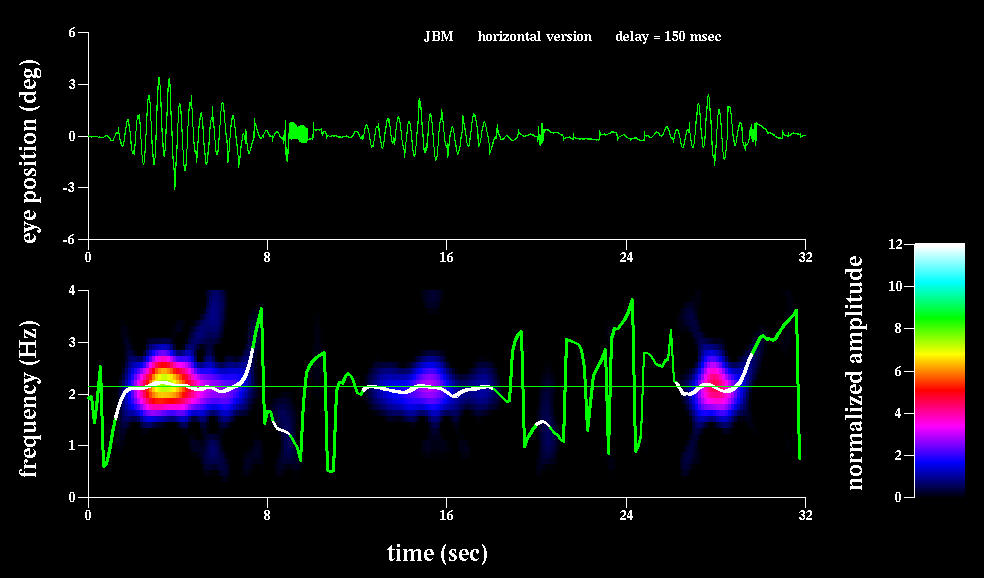 JBM horizontal version delay = 150 msec
eye position (deg)
6
3
0
-3
-6
0 8 16 24 32
frequency (Hz)
4
3
2
1
0
0 8 16 24 32
time (sec)
normalized amplitude
12
10
8
6
4
2
0